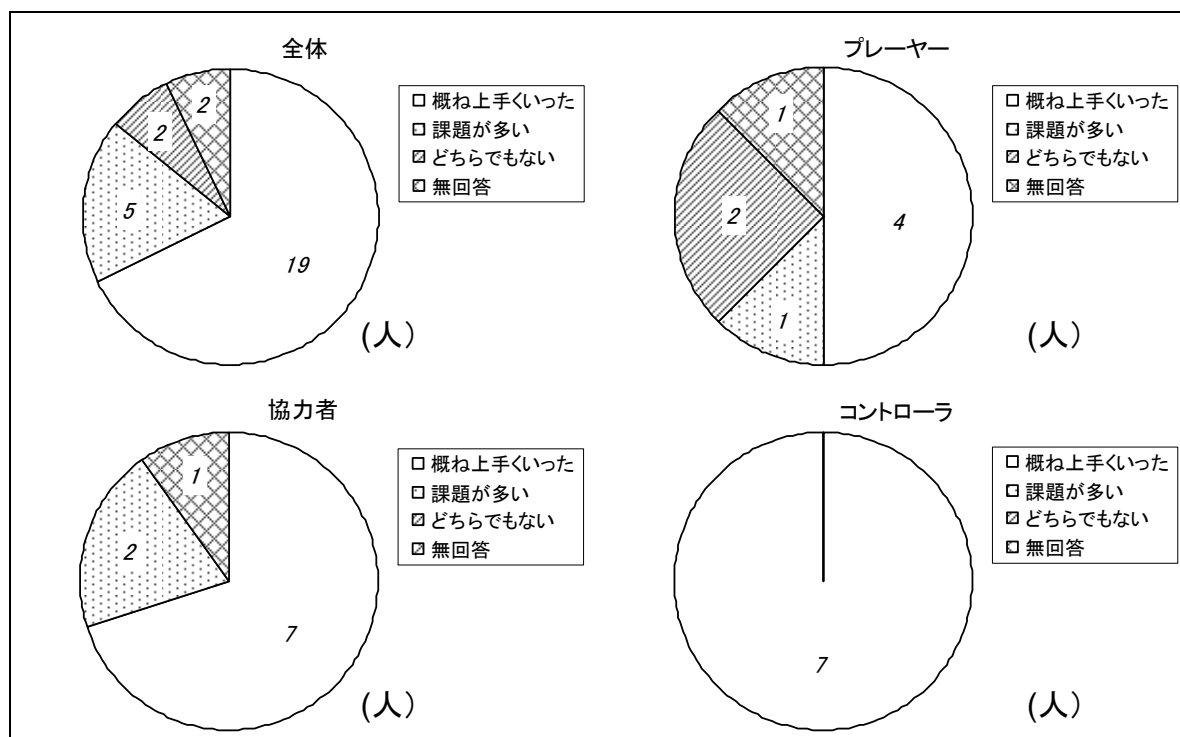 全体
2
2
5
19
(人)
□ 概ね上手くいった
□ 課題が多い
□ どちらでもない
□ 無回答
プレーヤー
1
2
4
1
(人)
□ 概ね上手くいった
□ 課題が多い
□ どちらでもない
□ 無回答
協力者
1
2
7
(人)
□ 概ね上手くいった
□ 課題が多い
□ どちらでもない
□ 無回答
コントローラ
7
(人)
□ 概ね上手くいった
□ 課題が多い
□ どちらでもない
□ 無回答